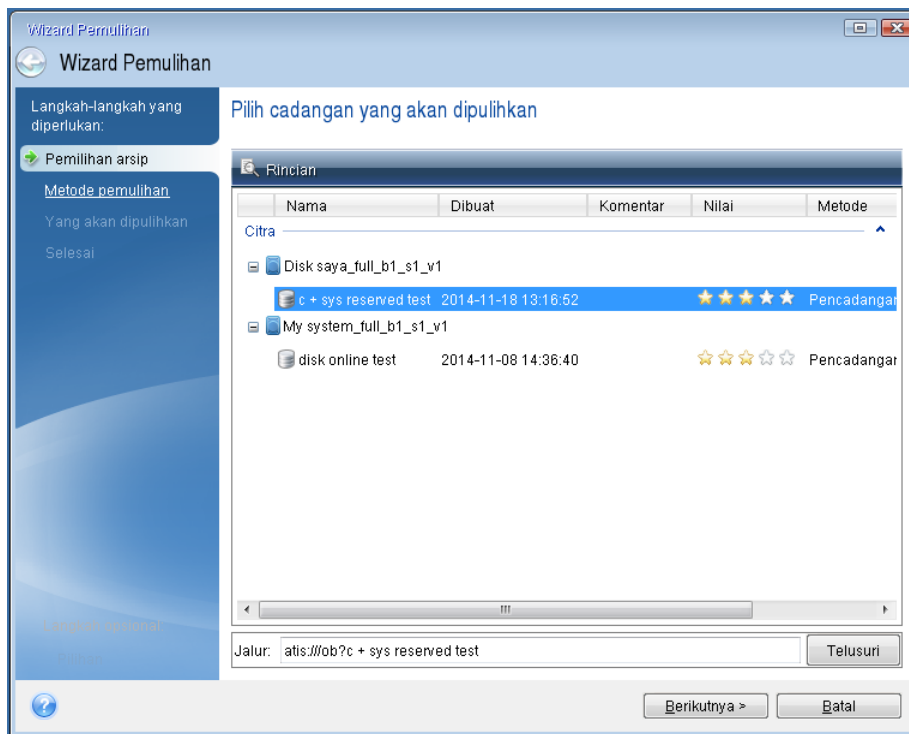 Wizard Pemulihan
Wizard Pemulihan
Langkah-langkah yang
diperlukan:
Pemilihan arsip
Metode pemulihan
Yang akan dipulihkan
Selesai
Pilih cadangan yang akan dipulihkan
Rincian
Nama Dibuat Komentar Nilai Metode
Citra
Disk saya_full_b1_s1_v1
c + sys reserved test 2014-11-18 13:16:52 Pencadangan
My system_full_b1_s1_v1
disk online test 2014-11-08 14:36:40 Pencadangan
Jalur: atis:///ob?c + sys reserved test Telusuri
Berikutnya > Batal